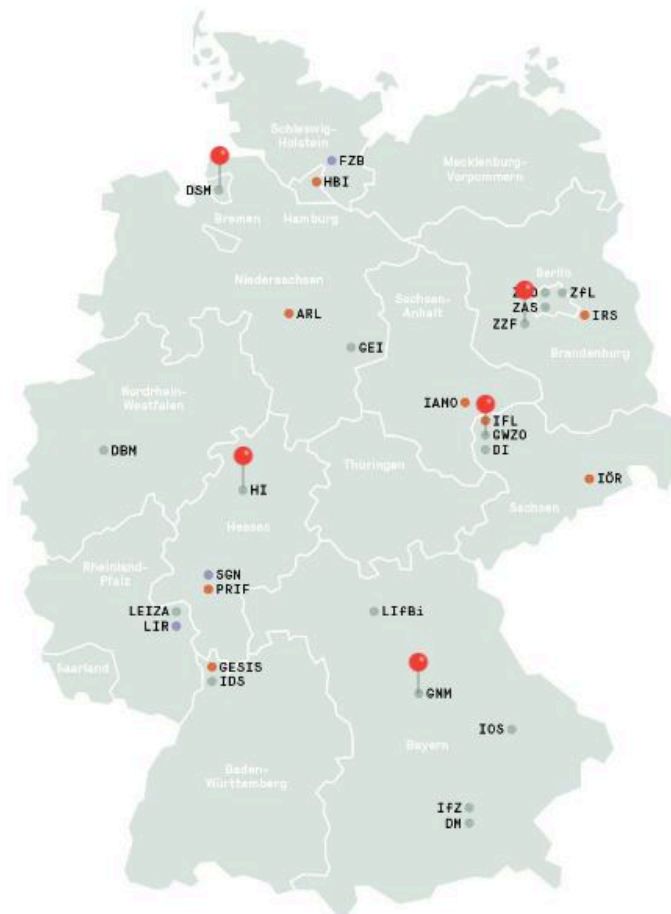 Schleswig-
Holstein
FZB
Mecklenburg-
Vorpommern
HBI
DSM
Bremen
Hamburg
Niedersachsen
Berlin
Sachsen-
Anhalt
ZfL
ZAS
ARL
IRS
ZZF
GEI
Brandenburg
Nordrhein-
Westfalen
IAMO
IFL
GWZO
DBM
DI
Thüringen
IÖR
HI
Sachsen
Hessen
Rheinland-
Pfalz
SGN
PRIF
LEIZA
LIfBi
LIR
Saarland
GESIS
IDS
GNM
IOS
Bayern
Baden-
Württemberg
IfZ
DM